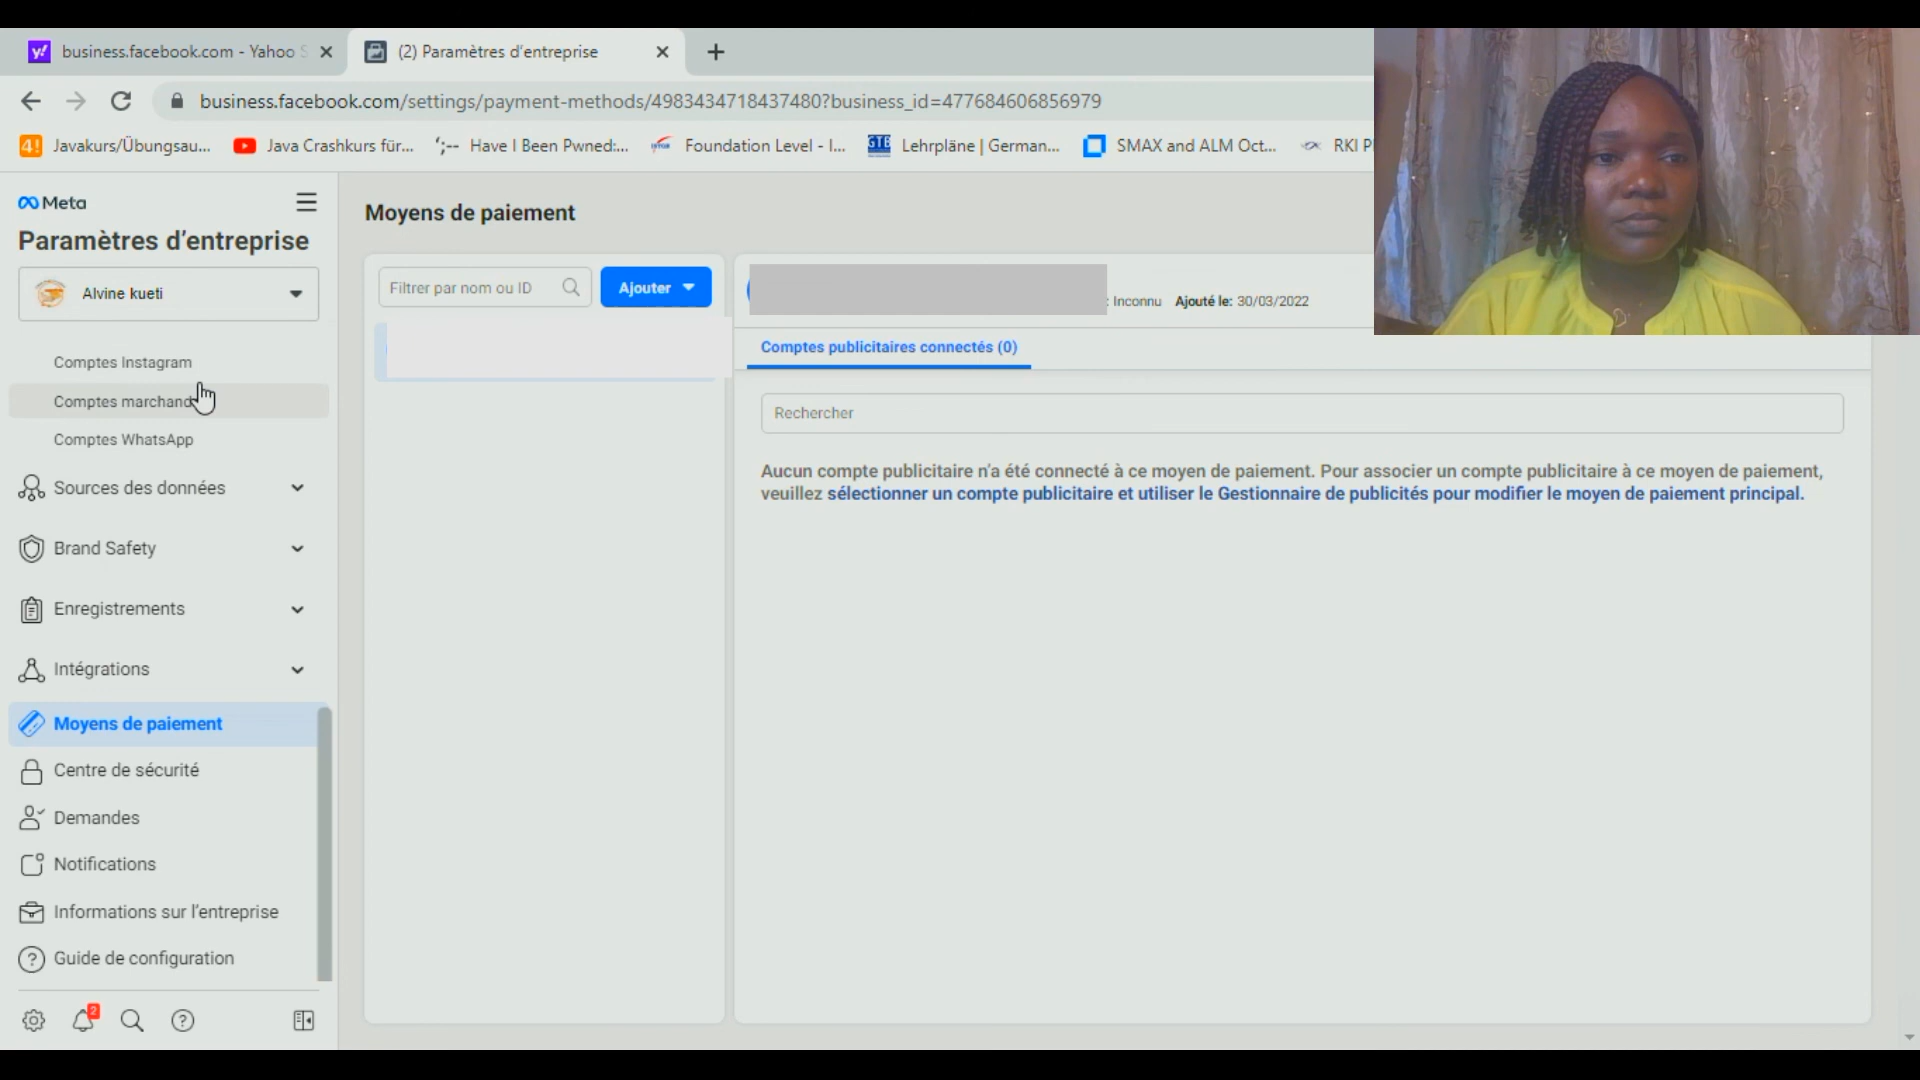 business.facebook.com - Yahoo S
(2) Paramètres d'entreprise
business.facebook.com/settings/payment-methods/4983434718437480?business_id=477684606856979
Javakurs/Übungsau...
Java Crashkurs für...
Have I Been Pwned:...
Foundation Level - I...
Lehrpläne | German...
SMAX and ALM Oct...
RKI P
Meta
Paramètres d'entreprise
Alvine kueti
Comptes Instagram
Comptes marchand
Comptes WhatsApp
Sources des données
Brand Safety
Enregistrements
Intégrations
Moyens de paiement
Centre de sécurité
Demandes
Notifications
2
Informations sur l'entreprise
Guide de configuration
Moyens de paiement
Filtrer par nom ou ID
Ajouter
: Inconnu Ajouté le: 30/03/2022
Comptes publicitaires connectés (0)
Rechercher
Aucun compte publicitaire n'a été connecté à ce moyen de paiement. Pour associer un compte publicitaire à ce moyen de paiement,
veuillez sélectionner un compte publicitaire et utiliser le Gestionnaire de publicités pour modifier le moyen de paiement principal.